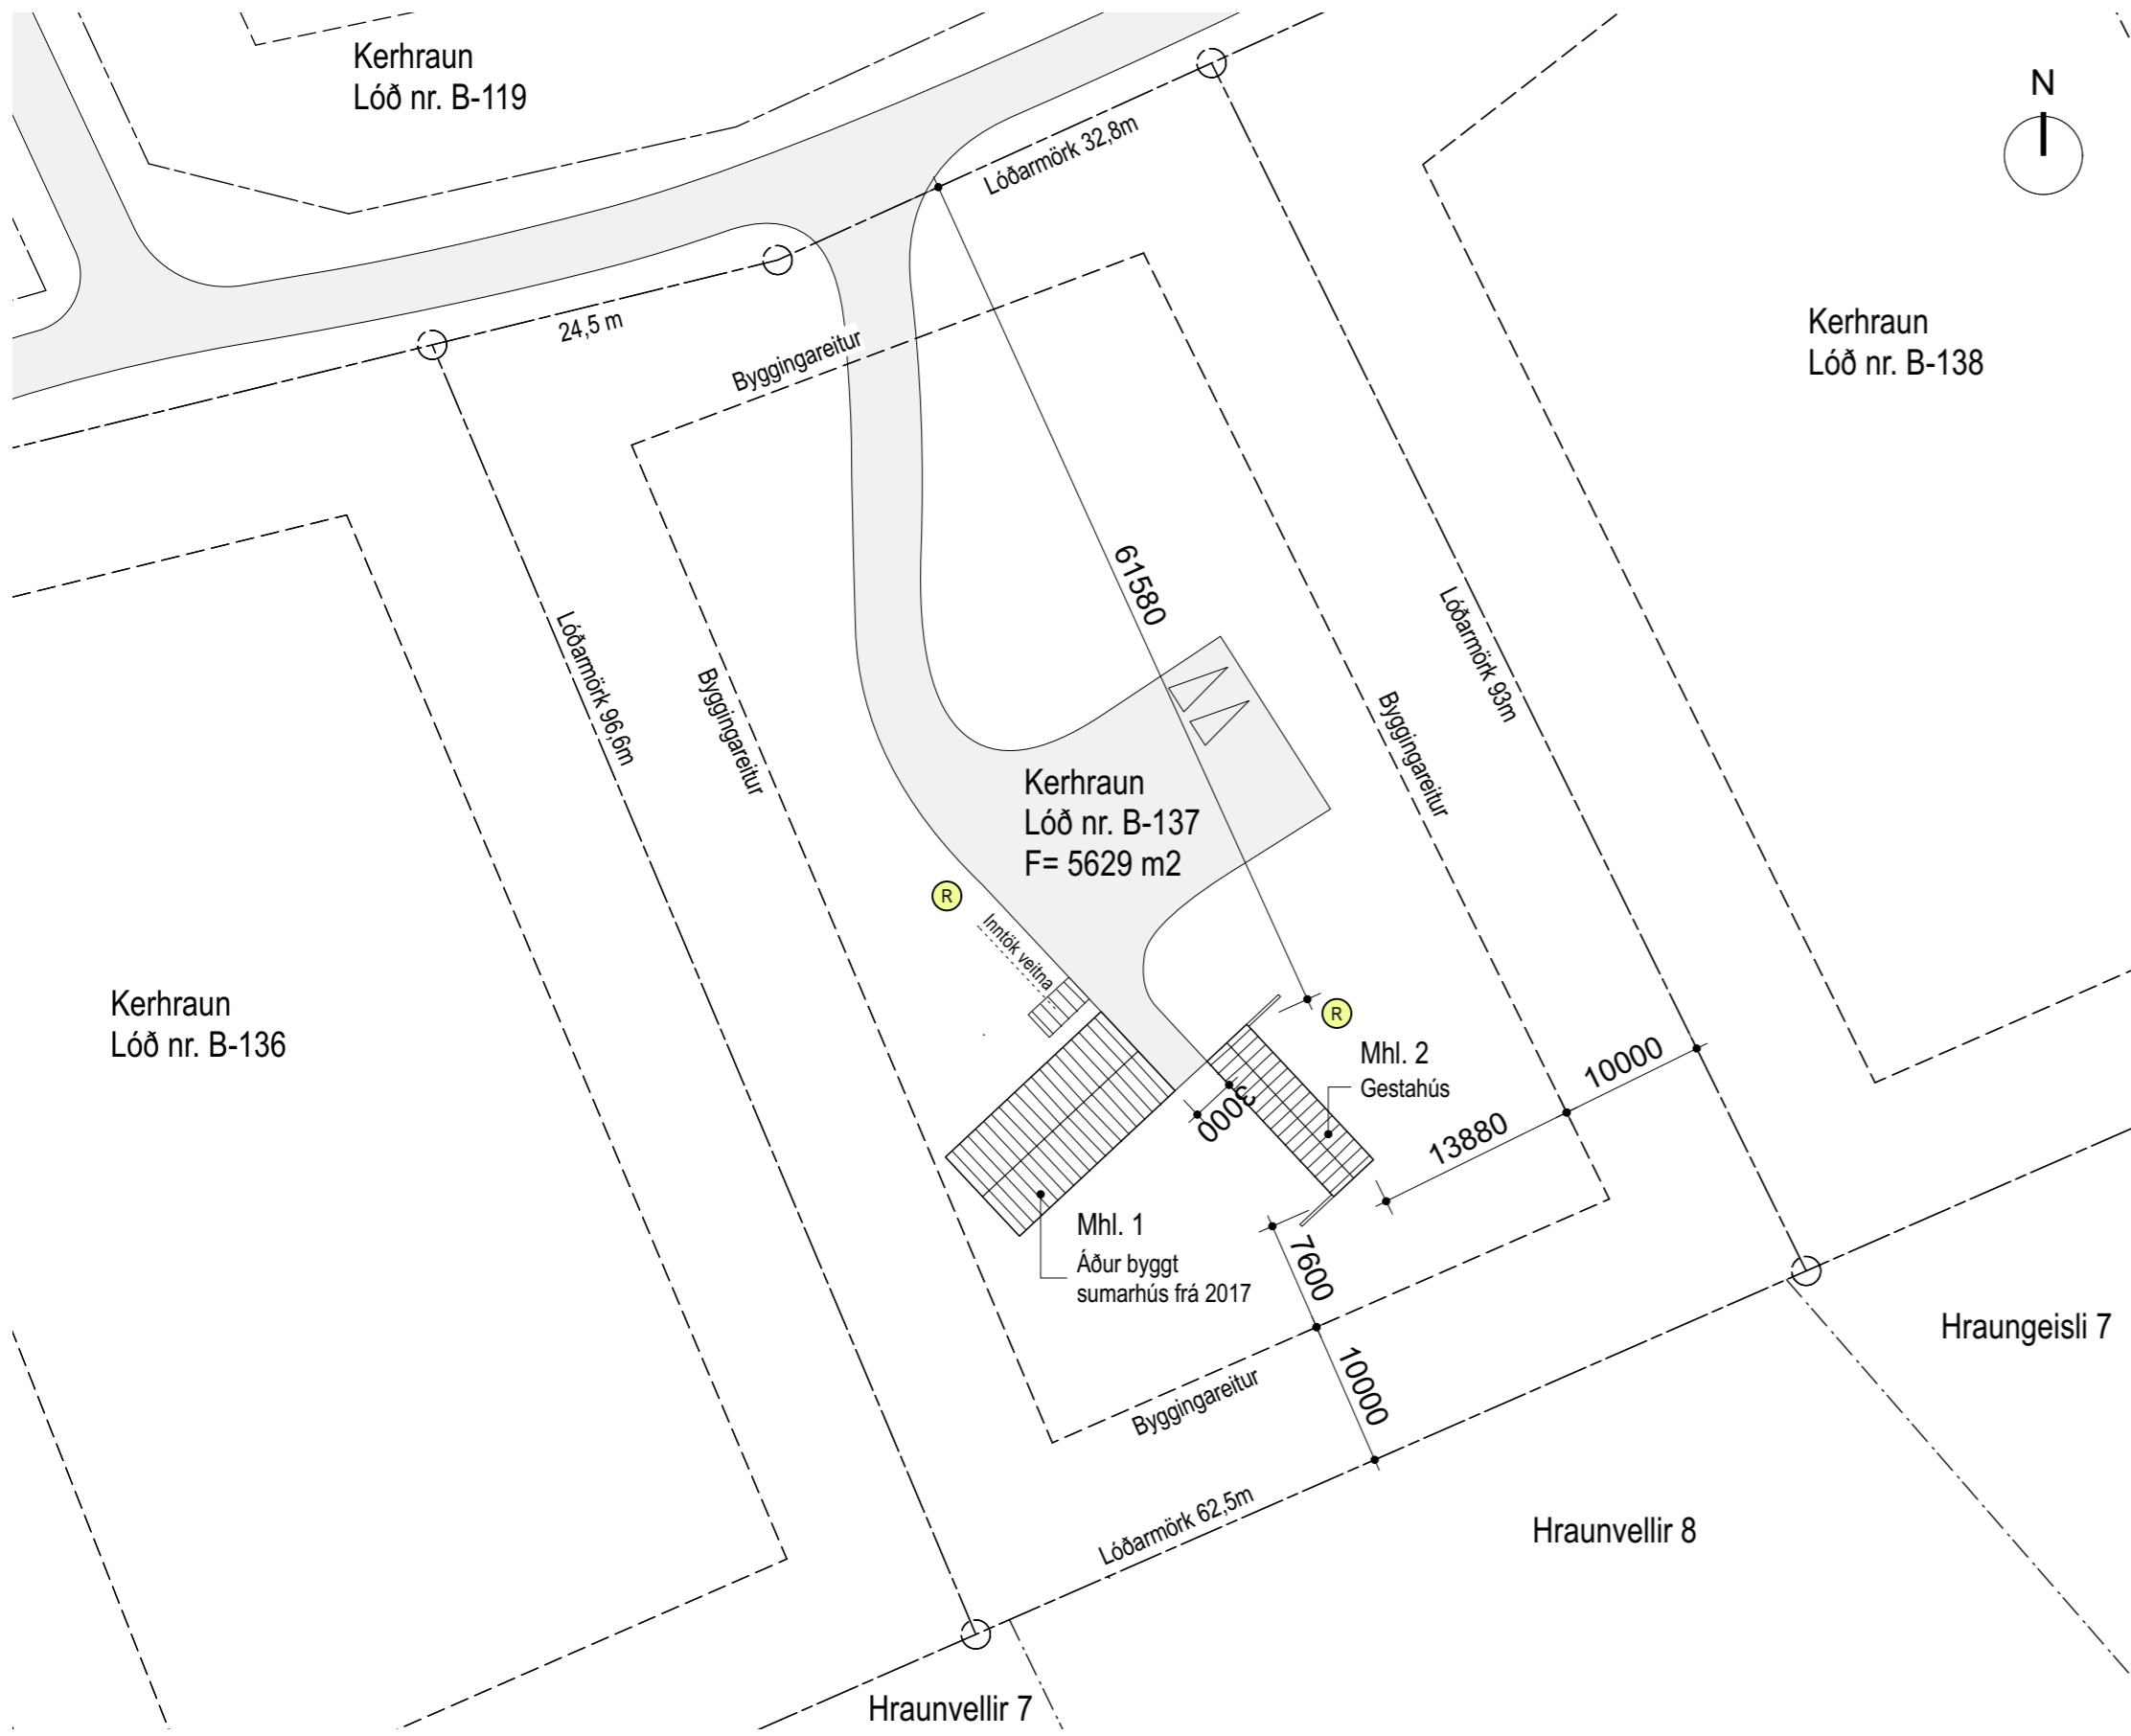 Kerhraun
Lóð nr. B-119
N
Lóðarmörk 32,8m
24,5 m
Byggingareitur
Kerhraun
Lóð nr. B-138
61580
Lóðarmörk 96,6m
Byggingareitur
Lóðarmörk 93m
Byggingareitur
Kerhraun
Lóð nr. B-137
F= 5629 m2
R
Inntök veitna
R
Kerhraun
Lóð nr. B-136
Mhl. 2
Gestahús
3000
10000
13880
Mhl. 1
Áður byggt
sumarhús frá 2017
7600
10000
Byggingareitur
Hraungeisli 7
Lóðarmörk 62,5m
Hraunvellir 8
Hraunvellir 7